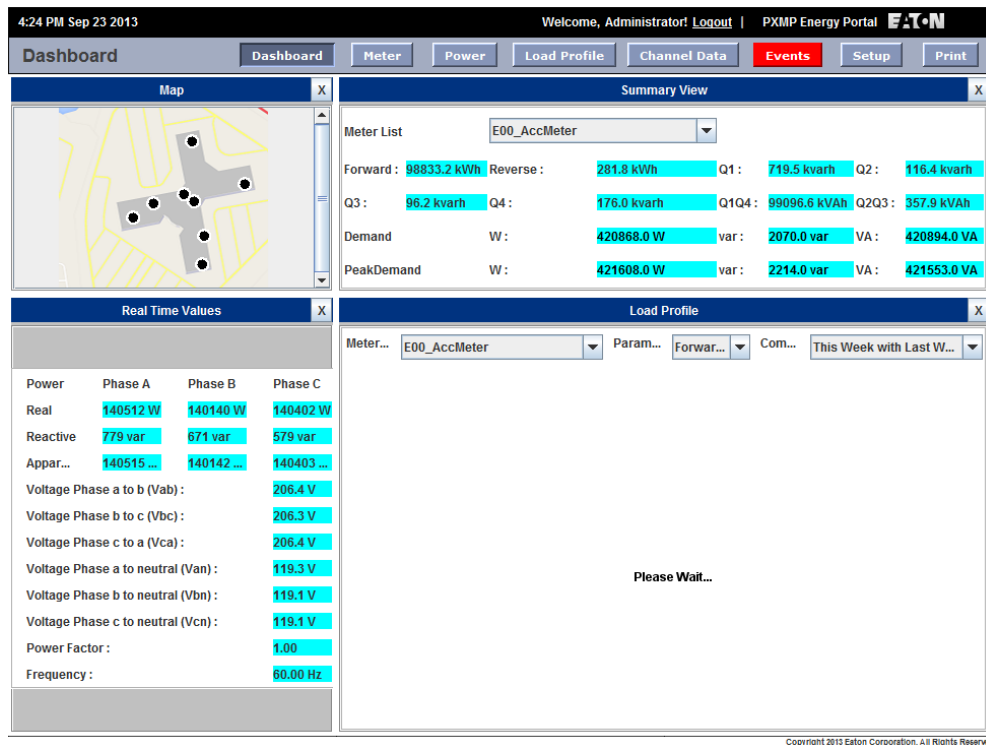 4:24 PM Sep 23 2013 Welcome, Administrator! Logout | PXMP Energy Portal EATON
Dashboard Dashboard Meter Power Load Profile Channel Data Events Setup Print
Map X
Summary View X
Meter List E00_AccMeter
Forward : 98833.2 kWh Reverse : 281.8 kWh Q1 : 719.5 kvarh Q2 : 116.4 kvarh
Q3 : 96.2 kvarh Q4 : 176.0 kvarh Q1Q4 : 99096.6 kVAh Q2Q3 : 357.9 kVAh
Demand W : 420868.0 W var : 2070.0 var VA : 420894.0 VA
PeakDemand W : 421608.0 W var : 2214.0 var VA : 421553.0 VA
Real Time Values X
Power Phase A Phase B Phase C
Real 140512 W 140140 W 140402 W
Reactive 779 var 671 var 579 var
Appar... 140515 ... 140142 ... 140403 ...
Voltage Phase a to b (Vab) : 206.4 V
Voltage Phase b to c (Vbc) : 206.3 V
Voltage Phase c to a (Vca) : 206.4 V
Voltage Phase a to neutral (Van) : 119.3 V
Voltage Phase b to neutral (Vbn) : 119.1 V
Voltage Phase c to neutral (Vcn) : 119.1 V
Power Factor : 1.00
Frequency : 60.00 Hz
Load Profile X
Meter... E00_AccMeter Param... Forwar... Com... This Week with Last W...
Please Wait...
Copyright 2013 Eaton Corporation. All Rights Reserve